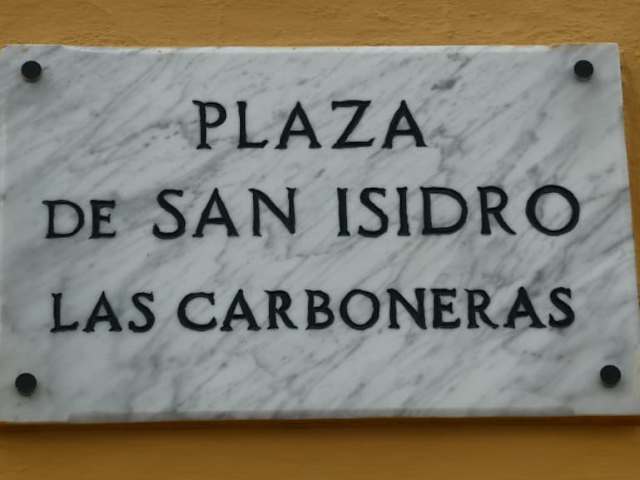 PLAZA
DE SAN ISIDRO
LAS CARBONERAS